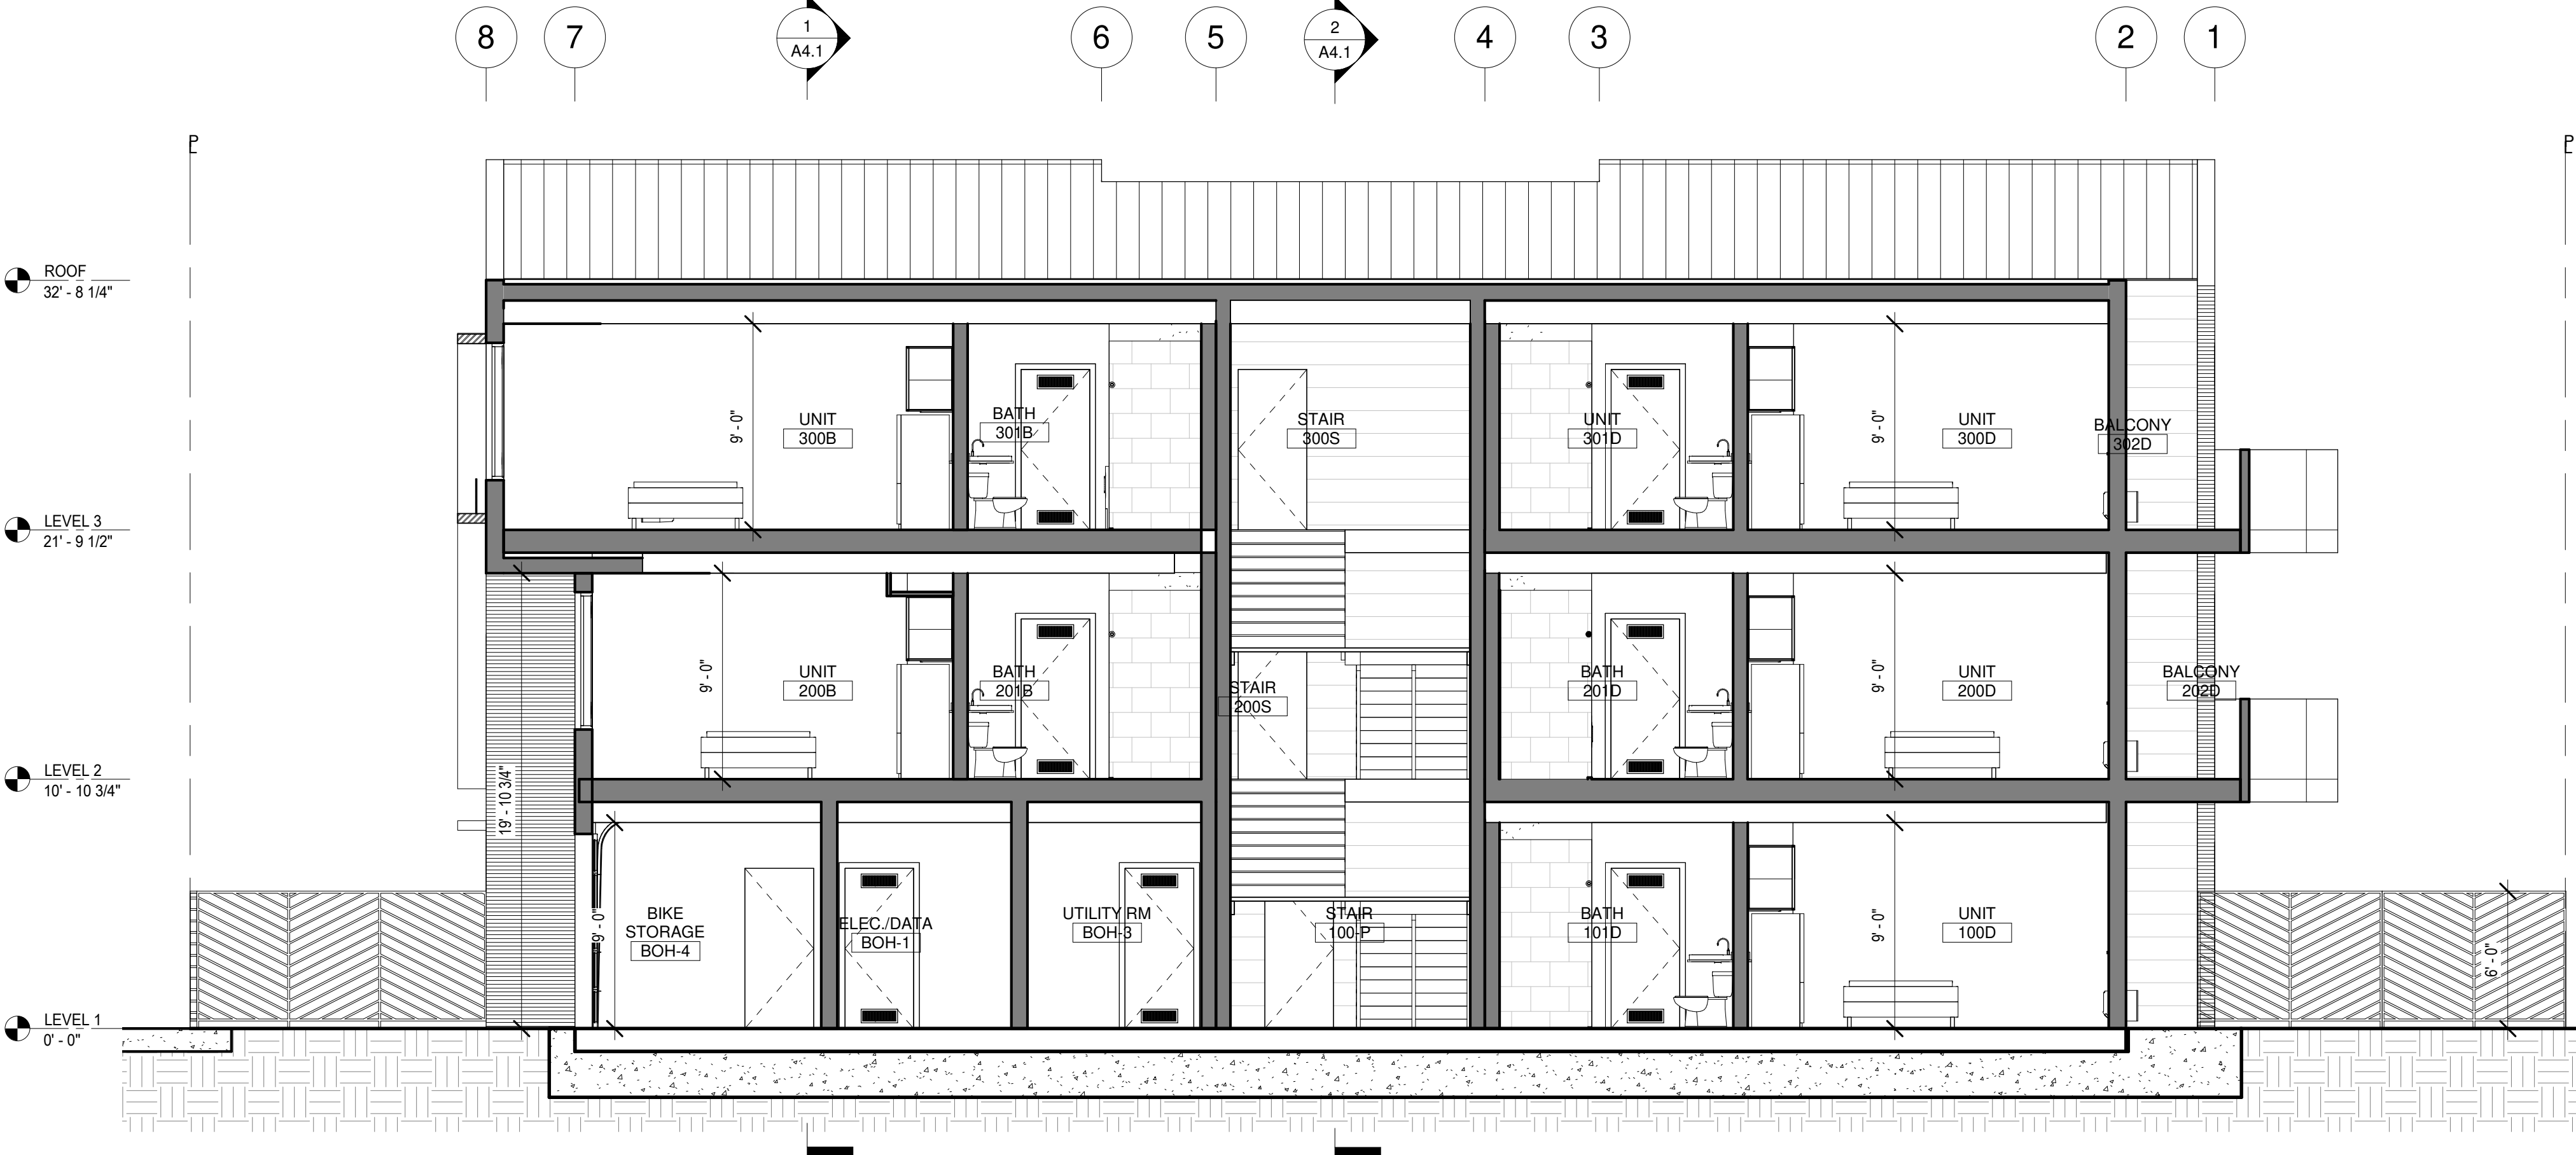 8
7
1
A4.1
6
5
2
A4.1
4
3
2
1
PL
PL
ROOF
32' - 8 1/4"
LEVEL 3
21' - 9 1/2"
LEVEL 2
10' - 10 3/4"
LEVEL 1
0' - 0"
9' - 0"
UNIT
300B
BATH
301B
STAIR
300S
UNIT
301D
9' - 0"
UNIT
300D
BALCONY
302D
9' - 0"
UNIT
200B
BATH
201B
STAIR
200S
BATH
201D
9' - 0"
UNIT
200D
BALCONY
202D
19' - 10 3/4"
9' - 0"
BIKE
STORAGE
BOH-4
ELEC./DATA
BOH-1
UTILITY RM
BOH-3
STAIR
100-P
BATH
101D
9' - 0"
UNIT
100D
6' - 0"